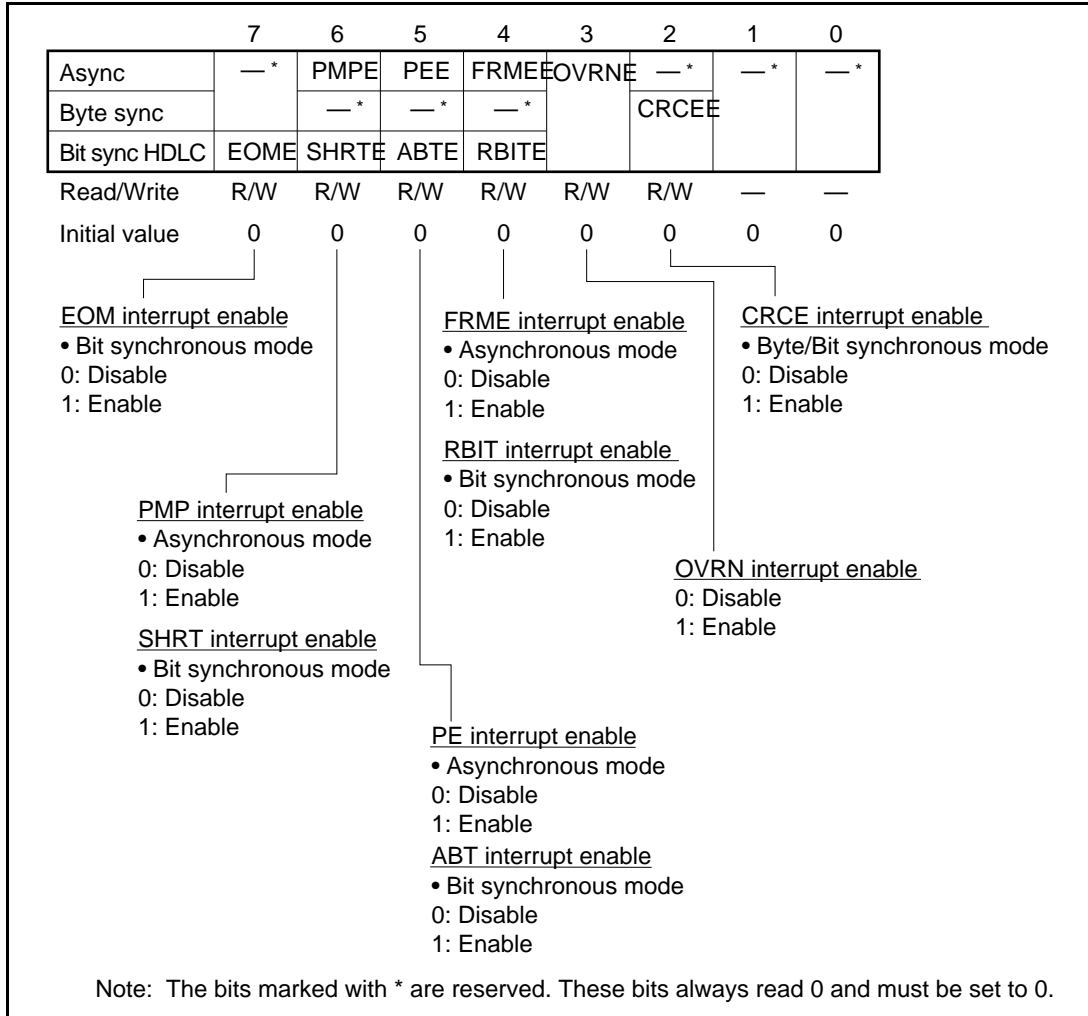 7 6 5 4 3 2 1 0
Async —* PMPE PEE FRMEE OVRNE —* —* —*
Byte sync —* —* —* CRCEE
Bit sync HDLC EOME SHRTE ABTE RBITE
Read/Write R/W R/W R/W R/W R/W R/W — —
Initial value 0 0 0 0 0 0 0 0
EOM interrupt enable
• Bit synchronous mode
0: Disable
1: Enable
FRME interrupt enable
• Asynchronous mode
0: Disable
1: Enable
CRCE interrupt enable
• Byte/Bit synchronous mode
0: Disable
1: Enable
RBIT interrupt enable
• Bit synchronous mode
0: Disable
1: Enable
PMP interrupt enable
• Asynchronous mode
0: Disable
1: Enable
OVRN interrupt enable
0: Disable
1: Enable
SHRT interrupt enable
• Bit synchronous mode
0: Disable
1: Enable
PE interrupt enable
• Asynchronous mode
0: Disable
1: Enable
ABT interrupt enable
• Bit synchronous mode
0: Disable
1: Enable
Note: The bits marked with * are reserved. These bits always read 0 and must be set to 0.